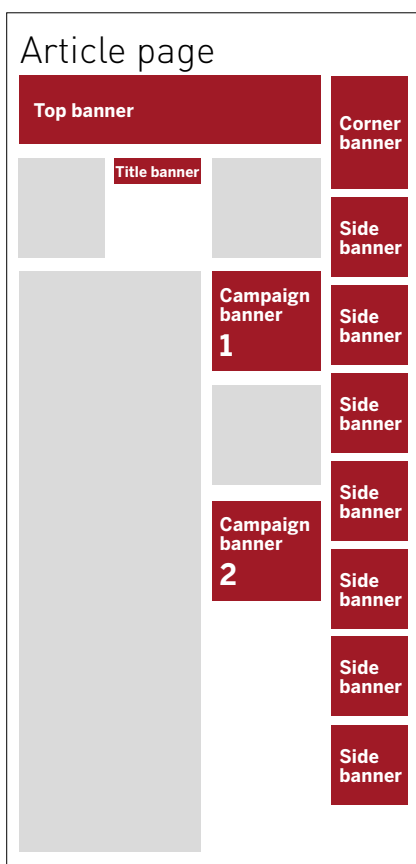 Article page
Top banner
Corner
banner
Title banner
Side
banner
Campaign
banner
1
Side
banner
Side
banner
Side
banner
Campaign
banner
2
Side
banner
Side
banner
Side
banner